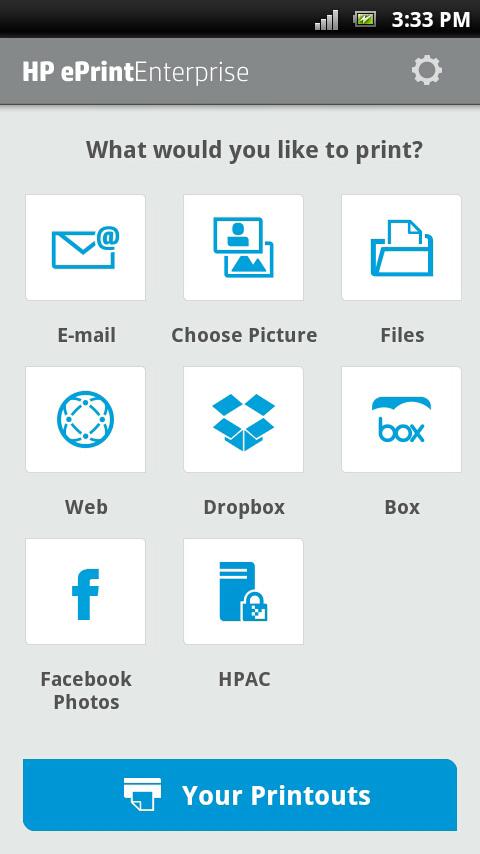 3:33 PM
HP ePrintEnterprise
What would you like to print?
@
E-mail
Choose Picture
Files
box
Web
Dropbox
Box
f
Facebook
Photos
HPAC
Your Printouts